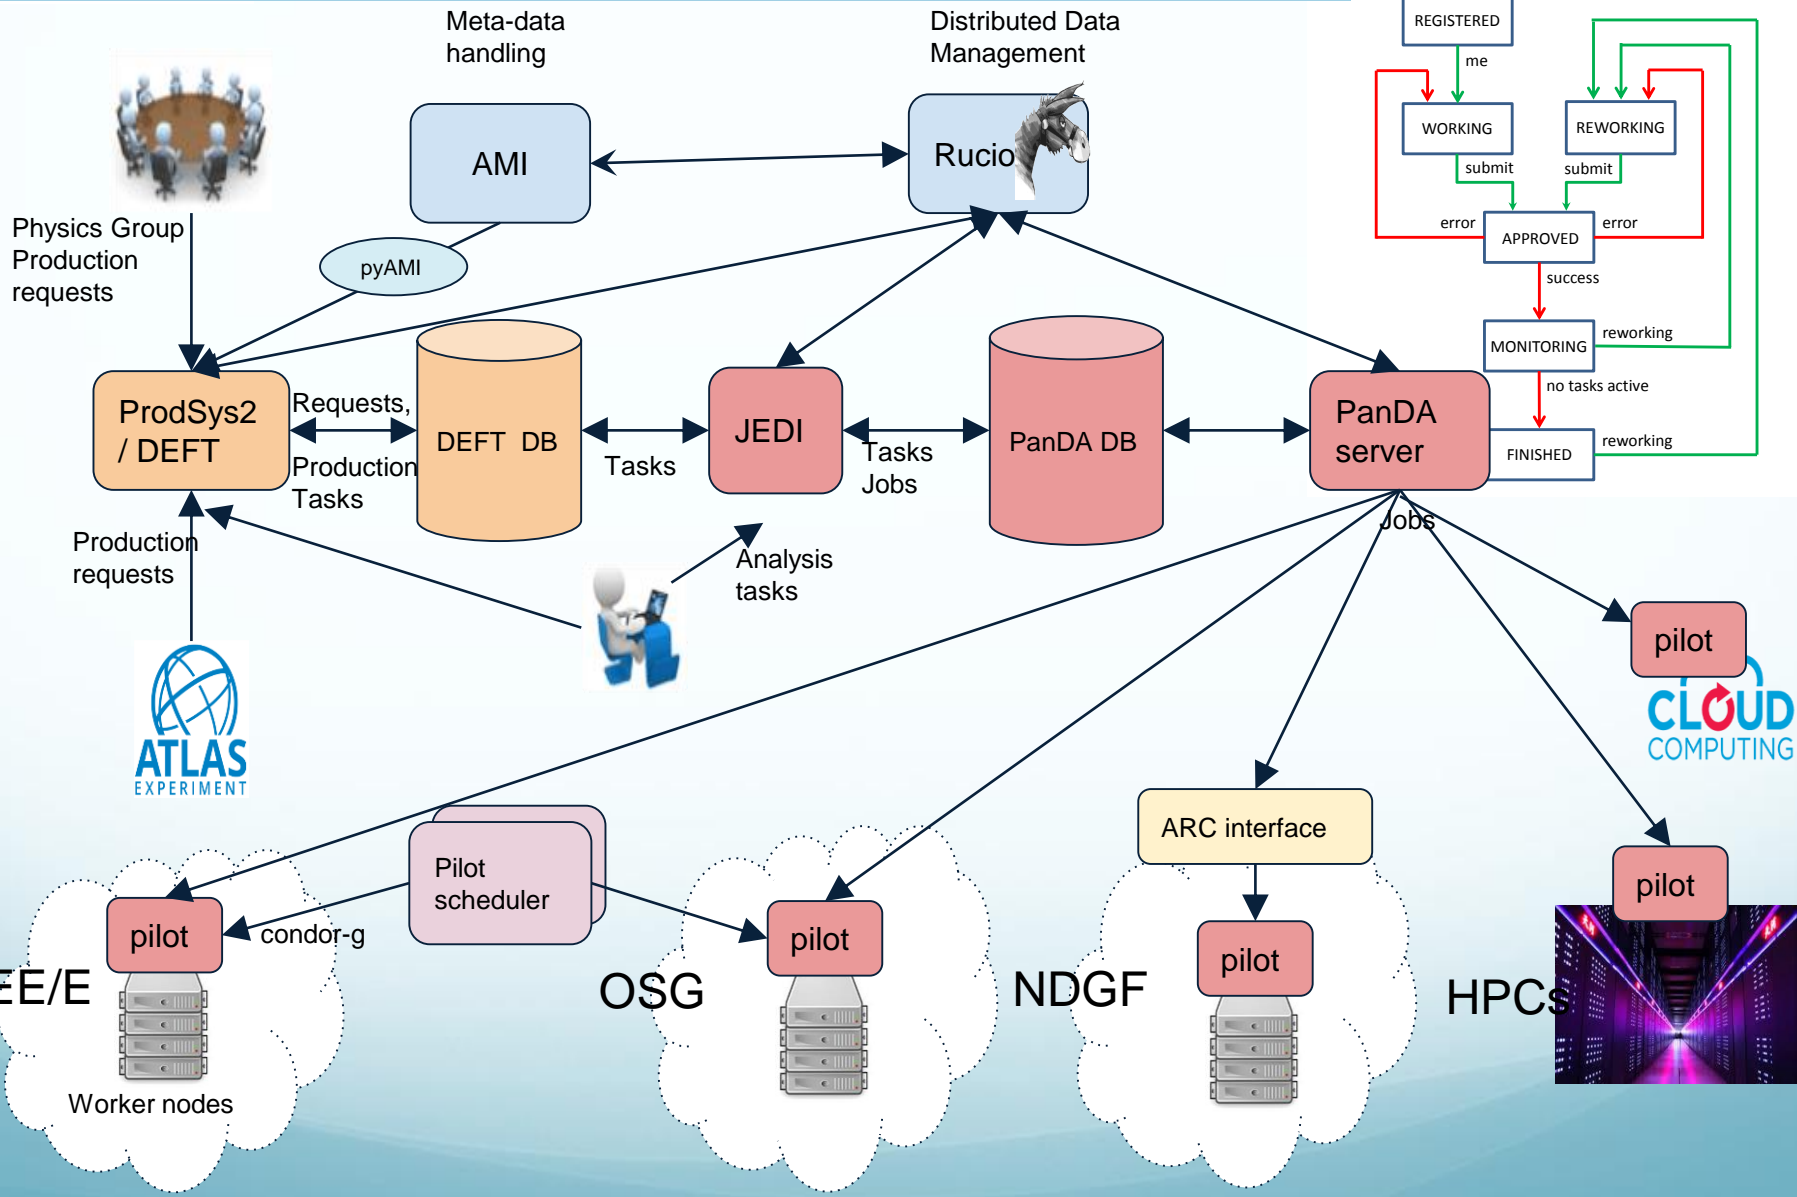 Meta-data
handling
Distributed Data
Management
REGISTERED
me
WORKING
REWORKING
submit
submit
error
error
APPROVED
success
MONITORING
reworking
no tasks active
FINISHED
reworking
AMI
Rucio
pyAMI
Physics Group
Production
requests
ProdSys2
/ DEFT
Requests,
Production
Tasks
DEFT DB
Tasks
JEDI
Tasks
Jobs
PanDA DB
PanDA
server
Jobs
Production
requests
Analysis
tasks
ATLAS
EXPERIMENT
pilot
CLOUD
COMPUTING
Pilot
scheduler
ARC interface
pilot
condor-g
pilot
pilot
pilot
EE/E
OSG
NDGF
HPCs
Worker nodes